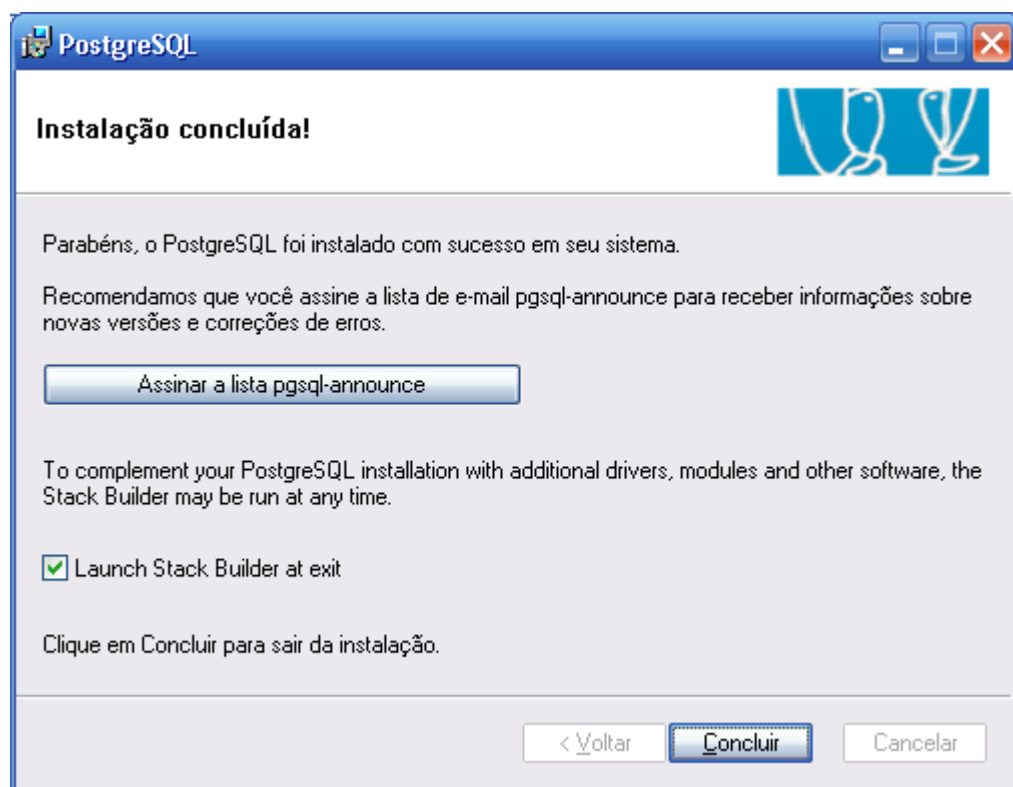 PostgreSQL
Instalação concluída!
Parabéns, o PostgreSQL foi instalado com sucesso em seu sistema.
Recomendamos que você assine a lista de e-mail pgsql-announce para receber informações sobre
novas versões e correções de erros.
Assinar a lista pgsql-announce
To complement your PostgreSQL installation with additional drivers, modules and other software, the
Stack Builder may be run at any time.
Launch Stack Builder at exit
Clique em Concluir para sair da instalação.
< Voltar Concluir Cancelar